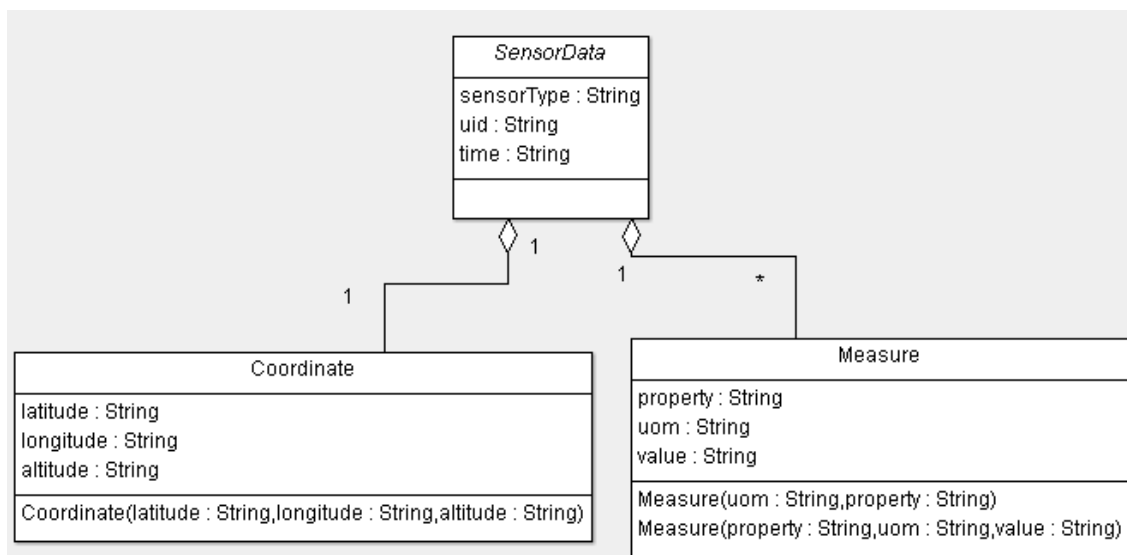 SensorData
sensorType : String
uid : String
time : String
1
1
1
*
Coordinate
latitude : String
longitude : String
altitude : String
Coordinate(latitude : String,longitude : String,altitude : String)
Measure
property : String
uom : String
value : String
Measure(uom : String,property : String)
Measure(property : String,uom : String,value : String)